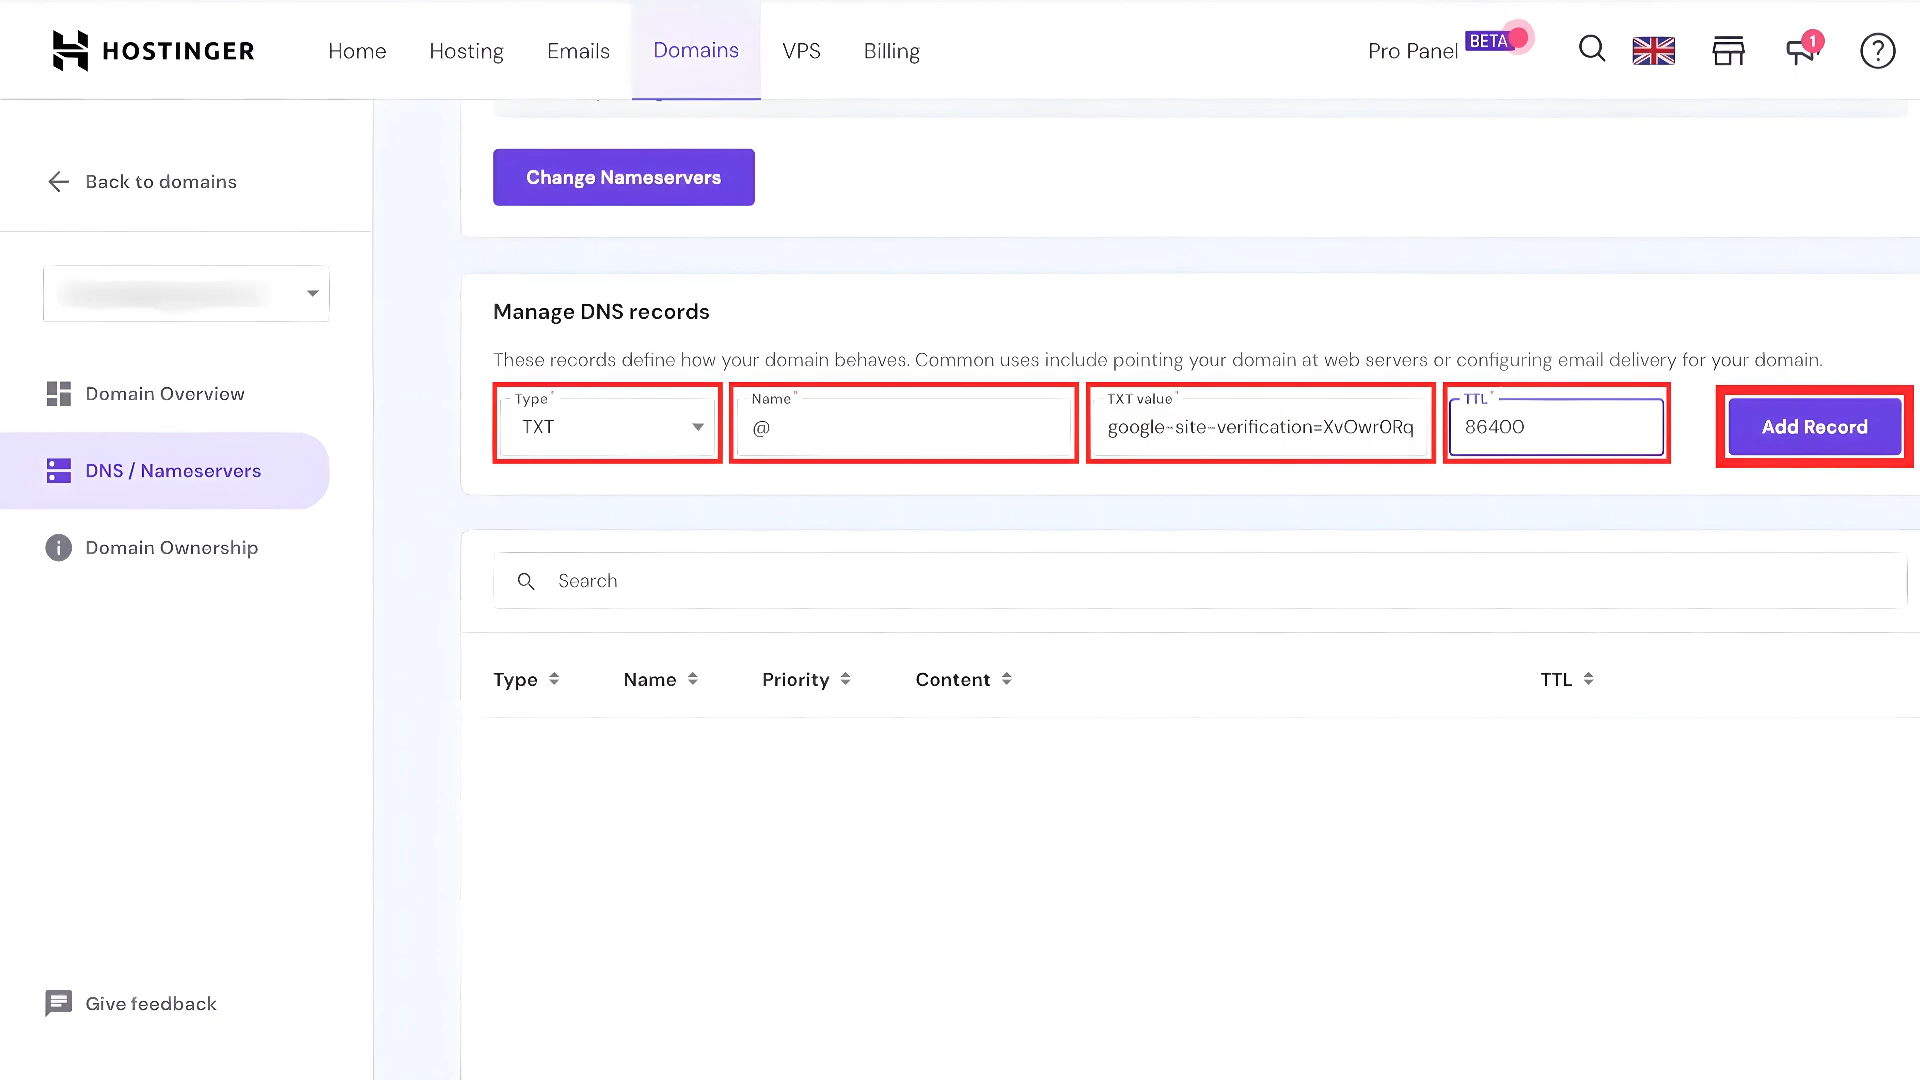 HOSTINGER
Home Hosting Emails Domains VPS Billing
Pro Panel BETA
1
?
Back to domains
Change Nameservers
Domain Overview
DNS / Nameservers
Domain Ownership
Manage DNS records
These records define how your domain behaves. Common uses include pointing your domain at web servers or configuring email delivery for your domain.
Type* Name* TXT value* TTL*
TXT @ google-site-verification=XvOwr0Rq 86400 Add Record
Search
Type Name Priority Content TTL
Give feedback